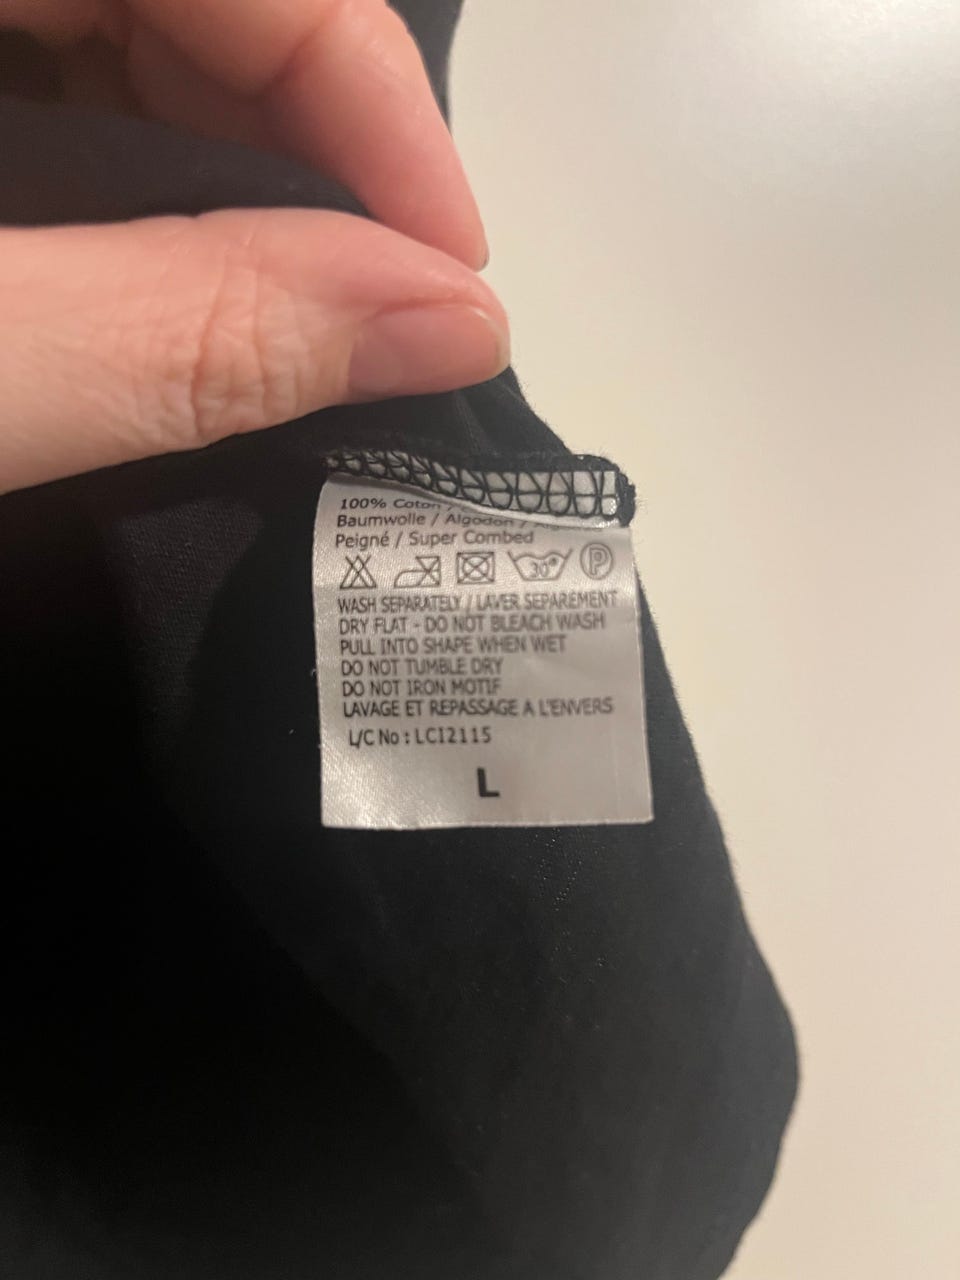 100% Coton /
Baumwolle / Algodon /
Peigné / Super Combed
30° P
WASH SEPARATELY / LAVER SEPAREMENT
DRY FLAT - DO NOT BLEACH WASH
PULL INTO SHAPE WHEN WET
DO NOT TUMBLE DRY
DO NOT IRON MOTIF
LAVAGE ET REPASSAGE A L'ENVERS
L/C No : LCI2115
L